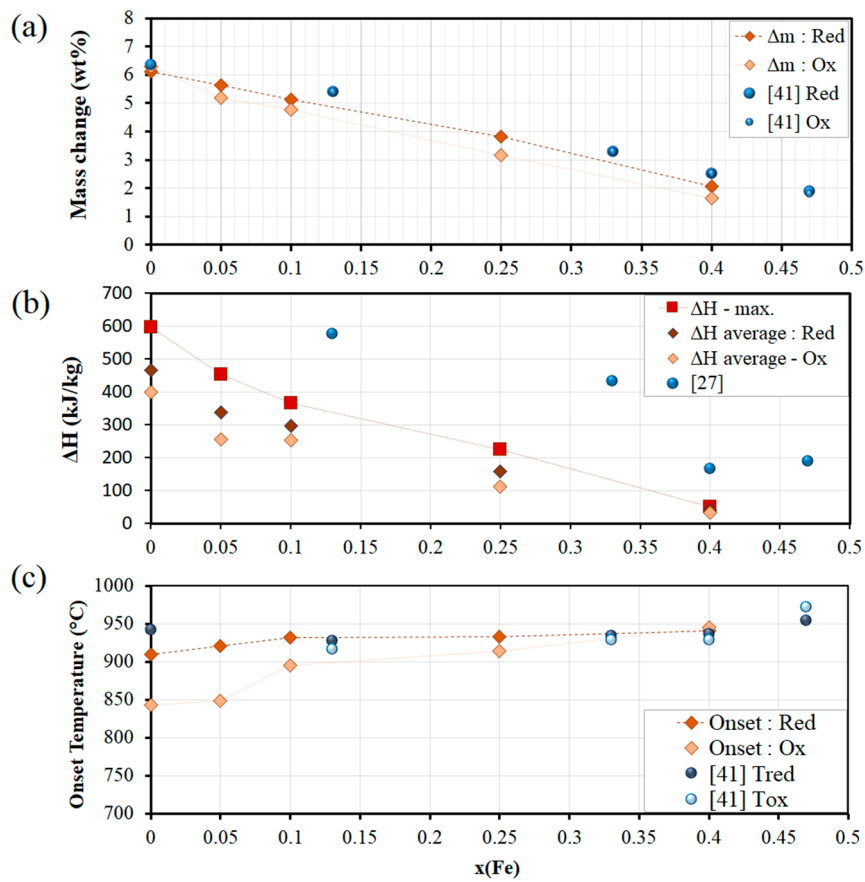 (a)
Mass change (wt%)
8
7
6
5
4
3
2
1
0
Δm : Red
Δm : Ox
[41] Red
[41] Ox
0 0.05 0.1 0.15 0.2 0.25 0.3 0.35 0.4 0.45 0.5
(b)
ΔH (kJ/kg)
700
600
500
400
300
200
100
0
ΔH - max.
ΔH average : Red
ΔH average - Ox
[27]
0 0.05 0.1 0.15 0.2 0.25 0.3 0.35 0.4 0.45 0.5
(c)
Onset Temperature (°C)
1000
950
900
850
800
750
700
Onset : Red
Onset : Ox
[41] Tred
[41] Tox
0 0.05 0.1 0.15 0.2 0.25 0.3 0.35 0.4 0.45 0.5
x(Fe)